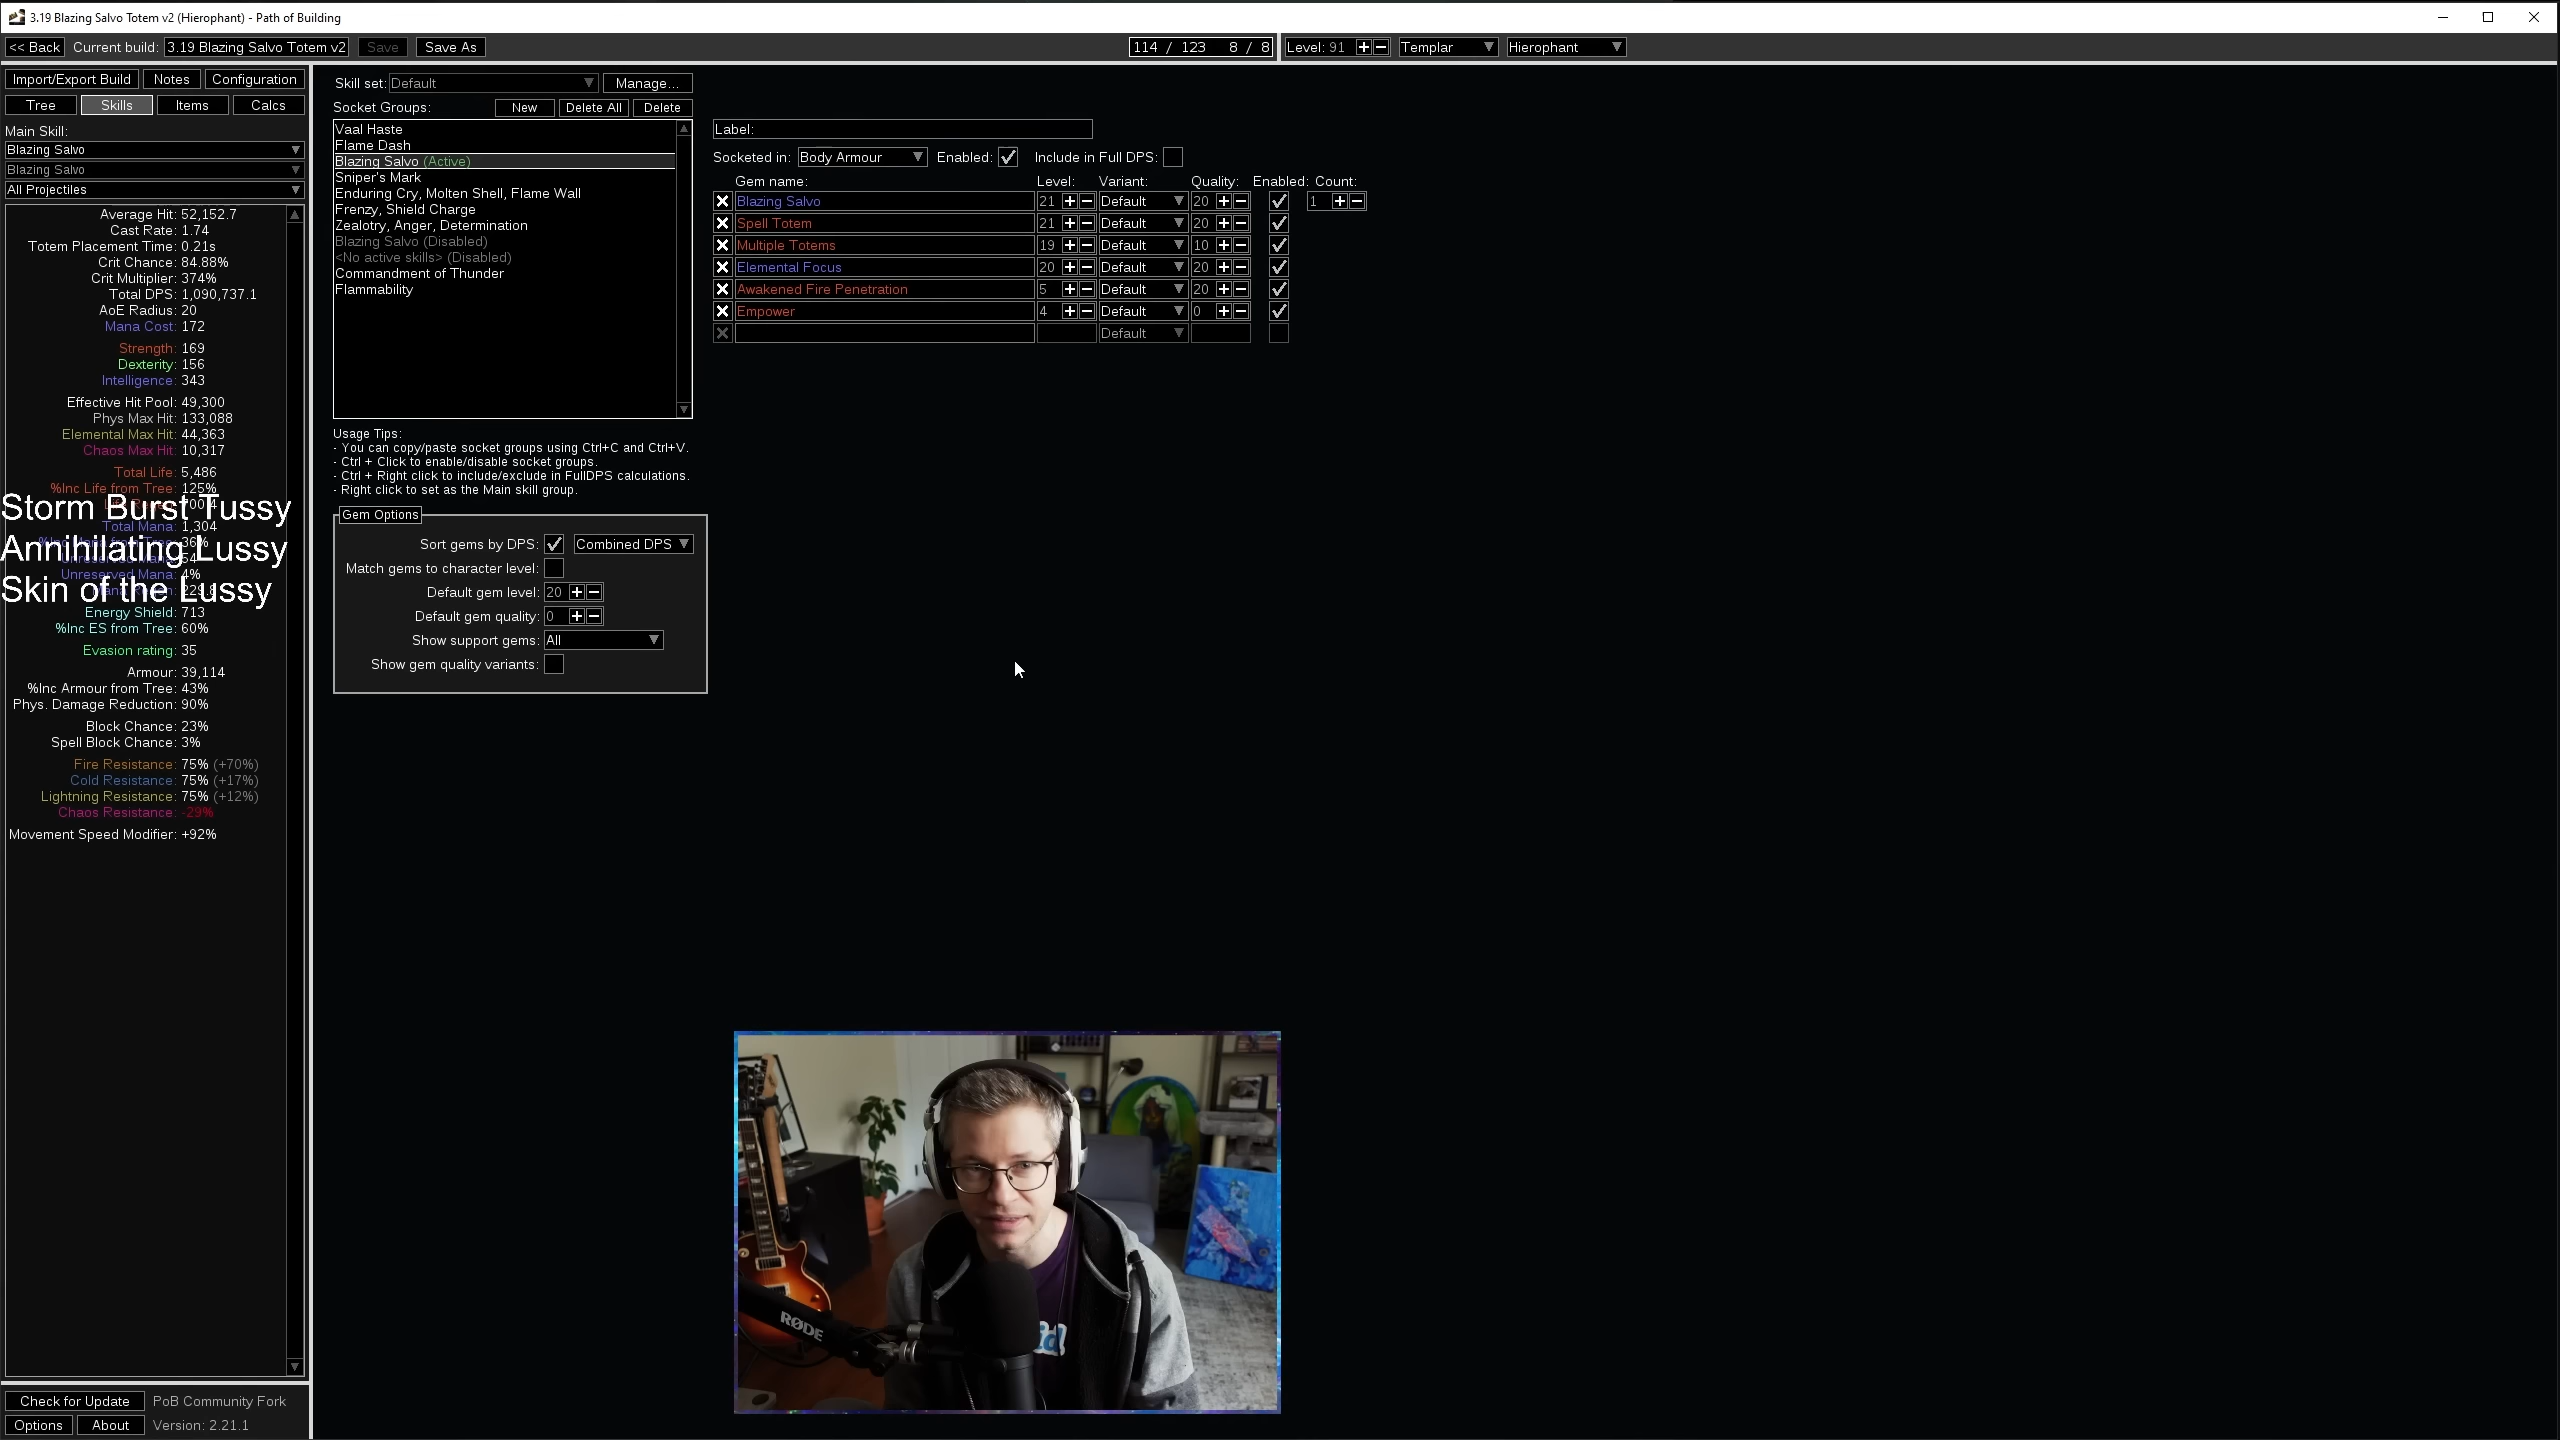 3.19 Blazing Salvo Totem v2 (Hierophant) - Path of Building
<< Back Current build: 3.19 Blazing Salvo Totem v2 Save Save As 114 / 123 8 / 8 Level: 91 Templar Hierophant
Import/Export Build Notes Configuration
Tree Skills Items Calcs
Main Skill:
Blazing Salvo
Blazing Salvo
All Projectiles
Average Hit: 52,152.7
Cast Rate: 1.74
Totem Placement Time: 0.21s
Crit Chance: 84.88%
Crit Multiplier: 374%
Total DPS: 1,090,737.1
AoE Radius: 20
Mana Cost: 172
Strength: 169
Dexterity: 156
Intelligence: 343
Effective Hit Pool: 49,300
Phys Max Hit: 133,088
Elemental Max Hit: 44,363
Chaos Max Hit: 10,317
Total Life: 5,486
%Inc Life from Tree: 125%
Storm Burst Tussy
Total Mana: 1,304
Annihilating Lussy
Unreserved Mana: 4%
Skin of the Lussy
Energy Shield: 713
%Inc ES from Tree: 60%
Evasion rating: 35
Armour: 39,114
%Inc Armour from Tree: 43%
Phys. Damage Reduction: 90%
Block Chance: 23%
Spell Block Chance: 3%
Fire Resistance: 75% (+70%)
Cold Resistance: 75% (+17%)
Lightning Resistance: 75% (+12%)
Chaos Resistance: -29%
Movement Speed Modifier: +92%
Check for Update PoB Community Fork
Options About Version: 2.21.1
Skill set: Default Manage...
Socket Groups: New Delete All Delete
Vaal Haste
Flame Dash
Blazing Salvo (Active)
Sniper's Mark
Enduring Cry, Molten Shell, Flame Wall
Frenzy, Shield Charge
Zealotry, Anger, Determination
Blazing Salvo (Disabled)
<No active skills> (Disabled)
Commandment of Thunder
Flammability
Usage Tips:
- You can copy/paste socket groups using Ctrl+C and Ctrl+V.
- Ctrl + Click to enable/disable socket groups.
- Ctrl + Right click to include/exclude in FullDPS calculations.
- Right click to set as the Main skill group.
Gem Options
Sort gems by DPS: Combined DPS
Match gems to character level:
Default gem level: 20
Default gem quality: 0
Show support gems: All
Show gem quality variants:
Label:
Socketed in: Body Armour Enabled: Include in Full DPS:
Gem name: Level: Variant: Quality: Enabled: Count:
Blazing Salvo 21 Default 20 1
Spell Totem 21 Default 20
Multiple Totems 19 Default 10
Elemental Focus 20 Default 20
Awakened Fire Penetration 5 Default 20
Empower 4 Default 0
Default
RØDE